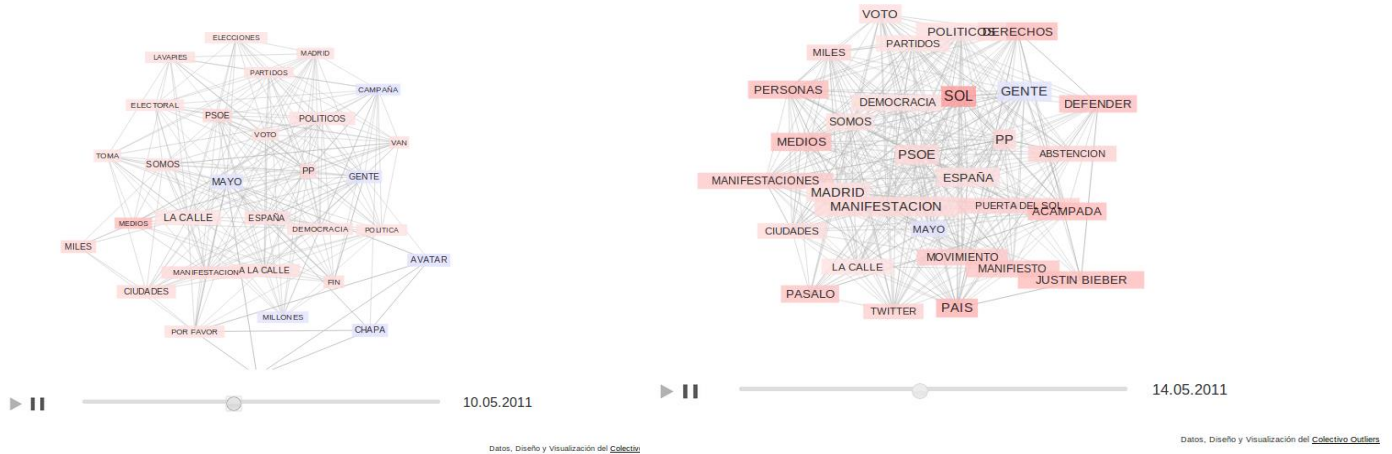 ELECCIONES
LAVAPIES
MADRID
PARTIDOS
CAMPAÑA
ELECTORAL
PSOE
POLITICOS
VOTO
VAN
TOMA
SOMOS
PP
GENTE
MAYO
MEDIOS
LA CALLE
ESPAÑA
DEMOCRACIA
POLITICA
MILES
AVATAR
MANIFESTACION
A LA CALLE
FIN
CIUDADES
MILLONES
POR FAVOR
CHAPA
10.05.2011
Datos, Diseño y Visualización del Colectivo
VOTO
POLITICOS
DERECHOS
PARTIDOS
MILES
PERSONAS
SOL
GENTE
DEMOCRACIA
DEFENDER
SOMOS
MEDIOS
PP
PSOE
ABSTENCION
MANIFESTACIONES
ESPAÑA
MADRID
MANIFESTACION
PUERTA DEL SOL
ACAMPADA
CIUDADES
MAYO
MOVIMIENTO
LA CALLE
MANIFIESTO
JUSTIN BIEBER
PASALO
TWITTER
PAIS
14.05.2011
Datos, Diseño y Visualización del Colectivo Outliers